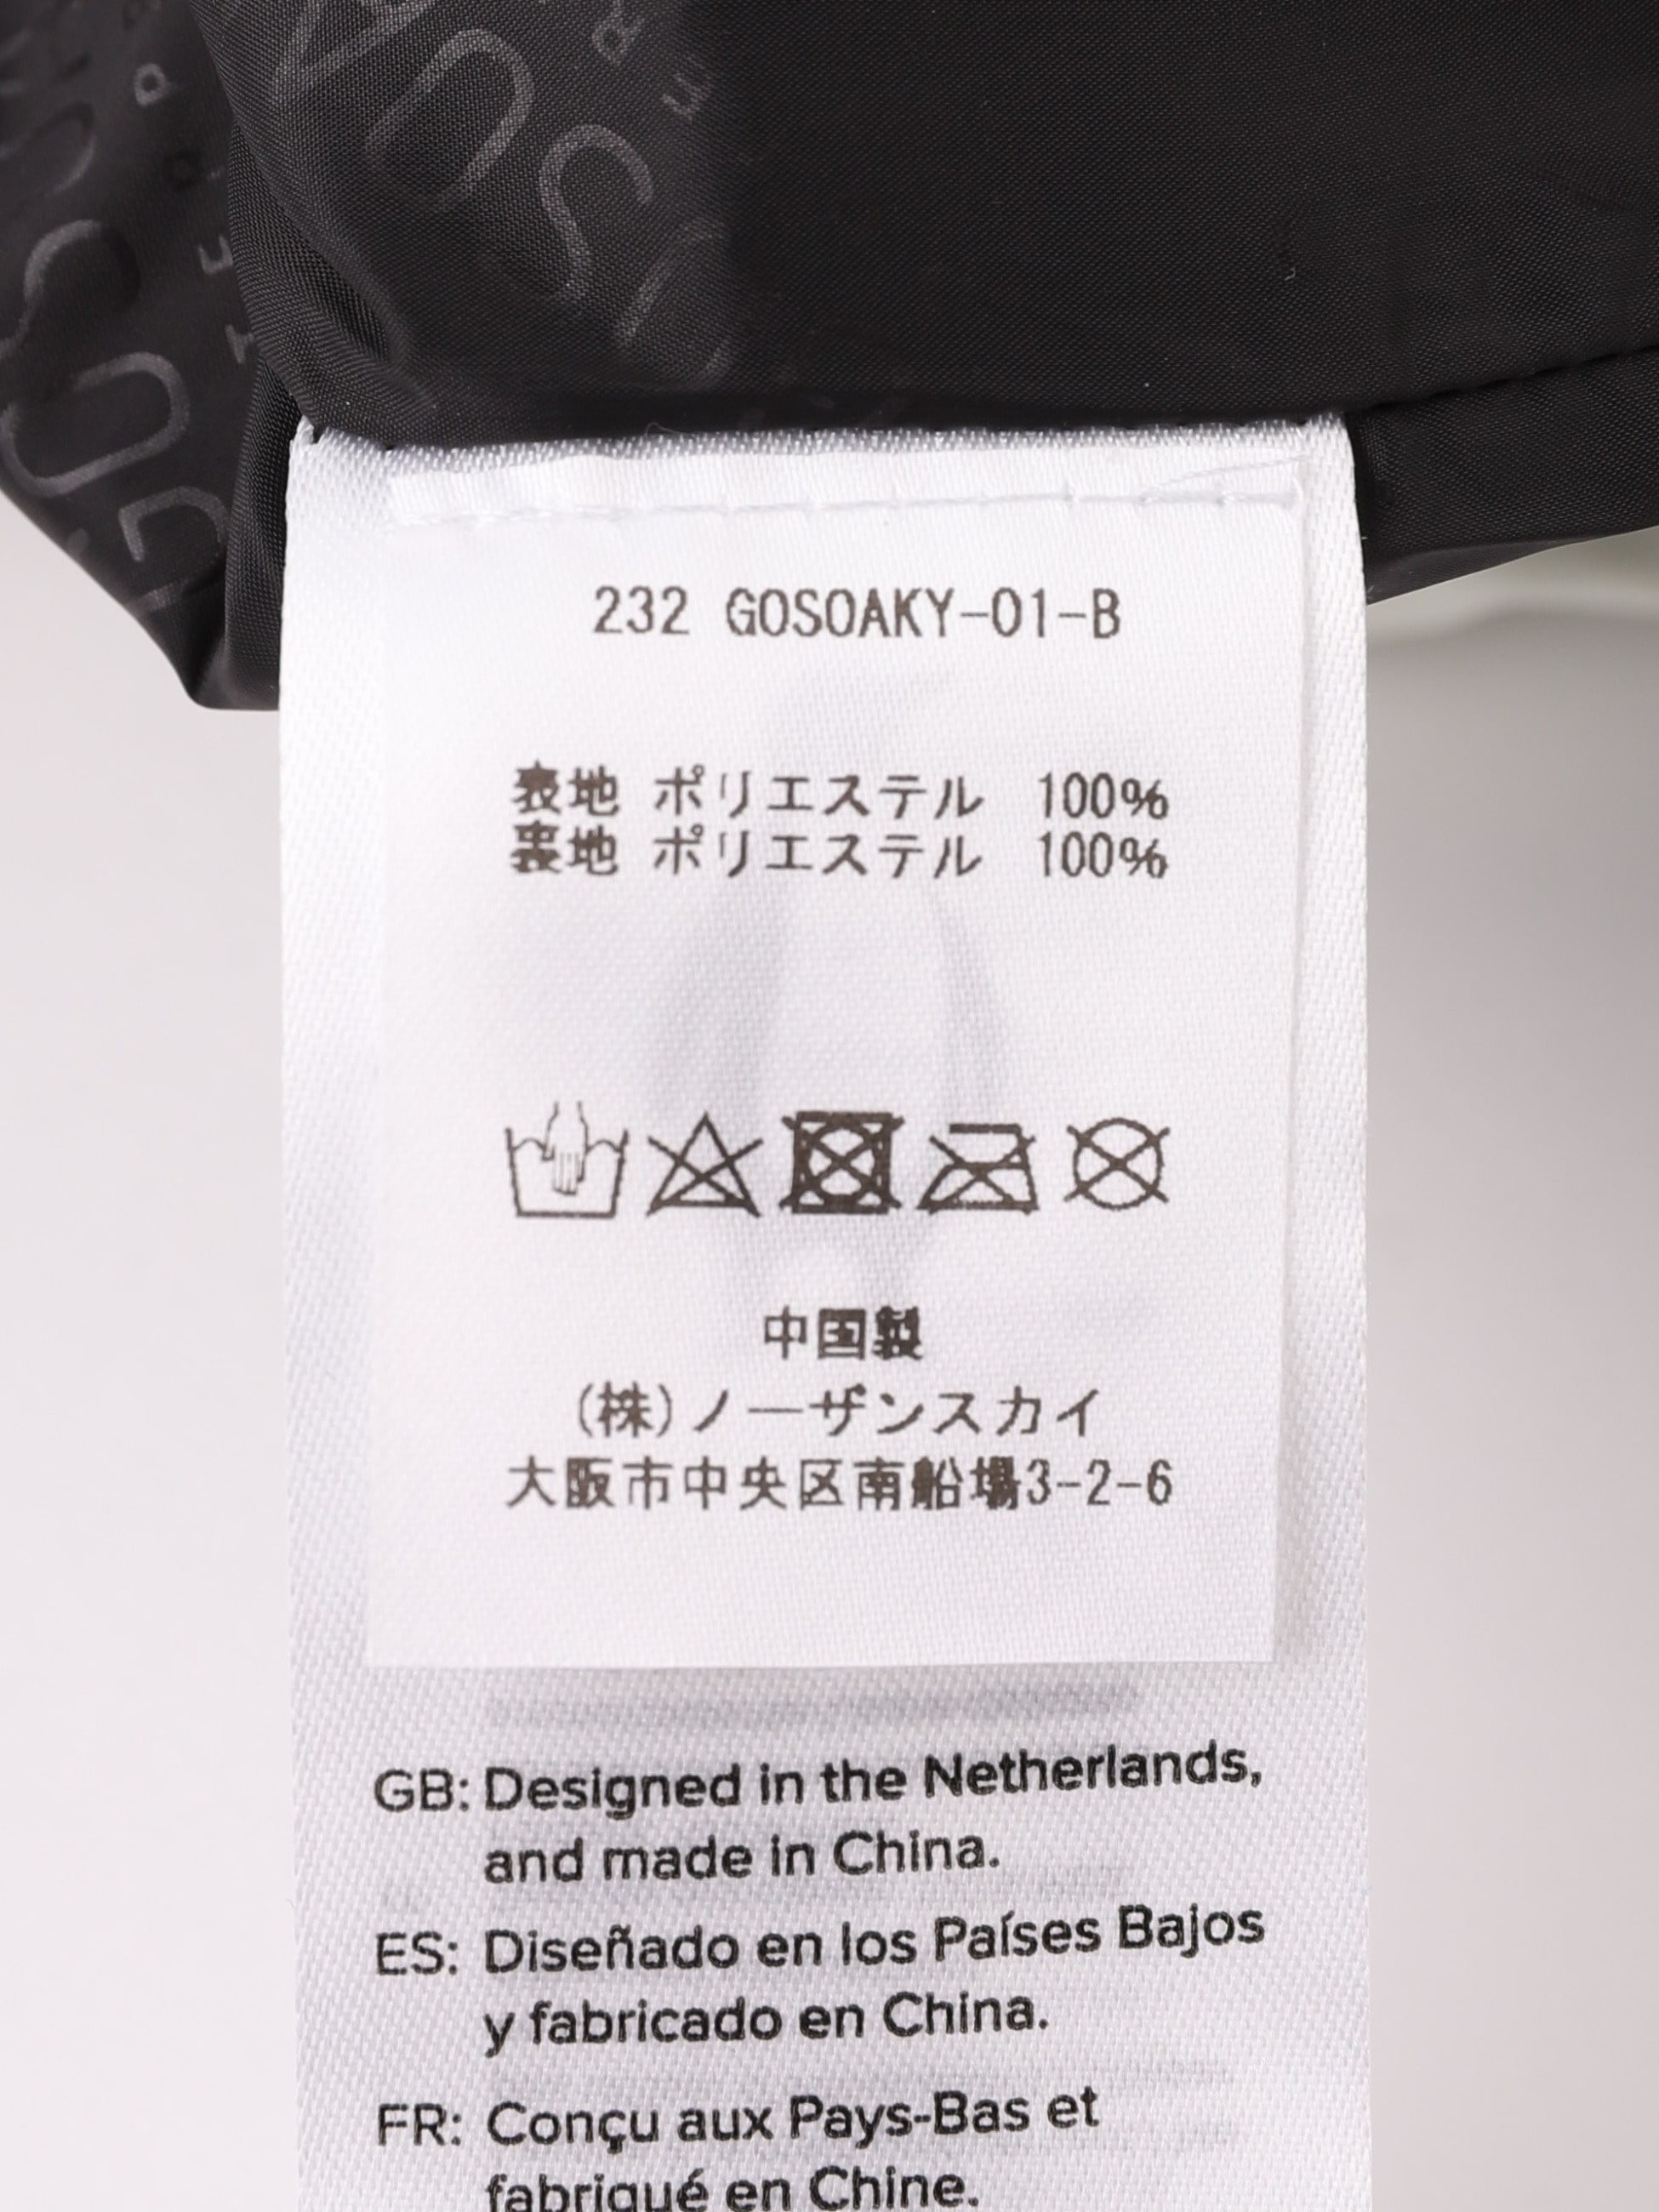 232 GOSOAKY-01-B
表地 ポリエステル 100%
裏地 ポリエステル 100%
中国製
(株)ノーザンスカイ
大阪市中央区南船場3-2-6
GB: Designed in the Netherlands,
and made in China.
ES: Diseñado en los Países Bajos
y fabricado en China.
FR: Conçu aux Pays-Bas et
fabriqué en Chine.